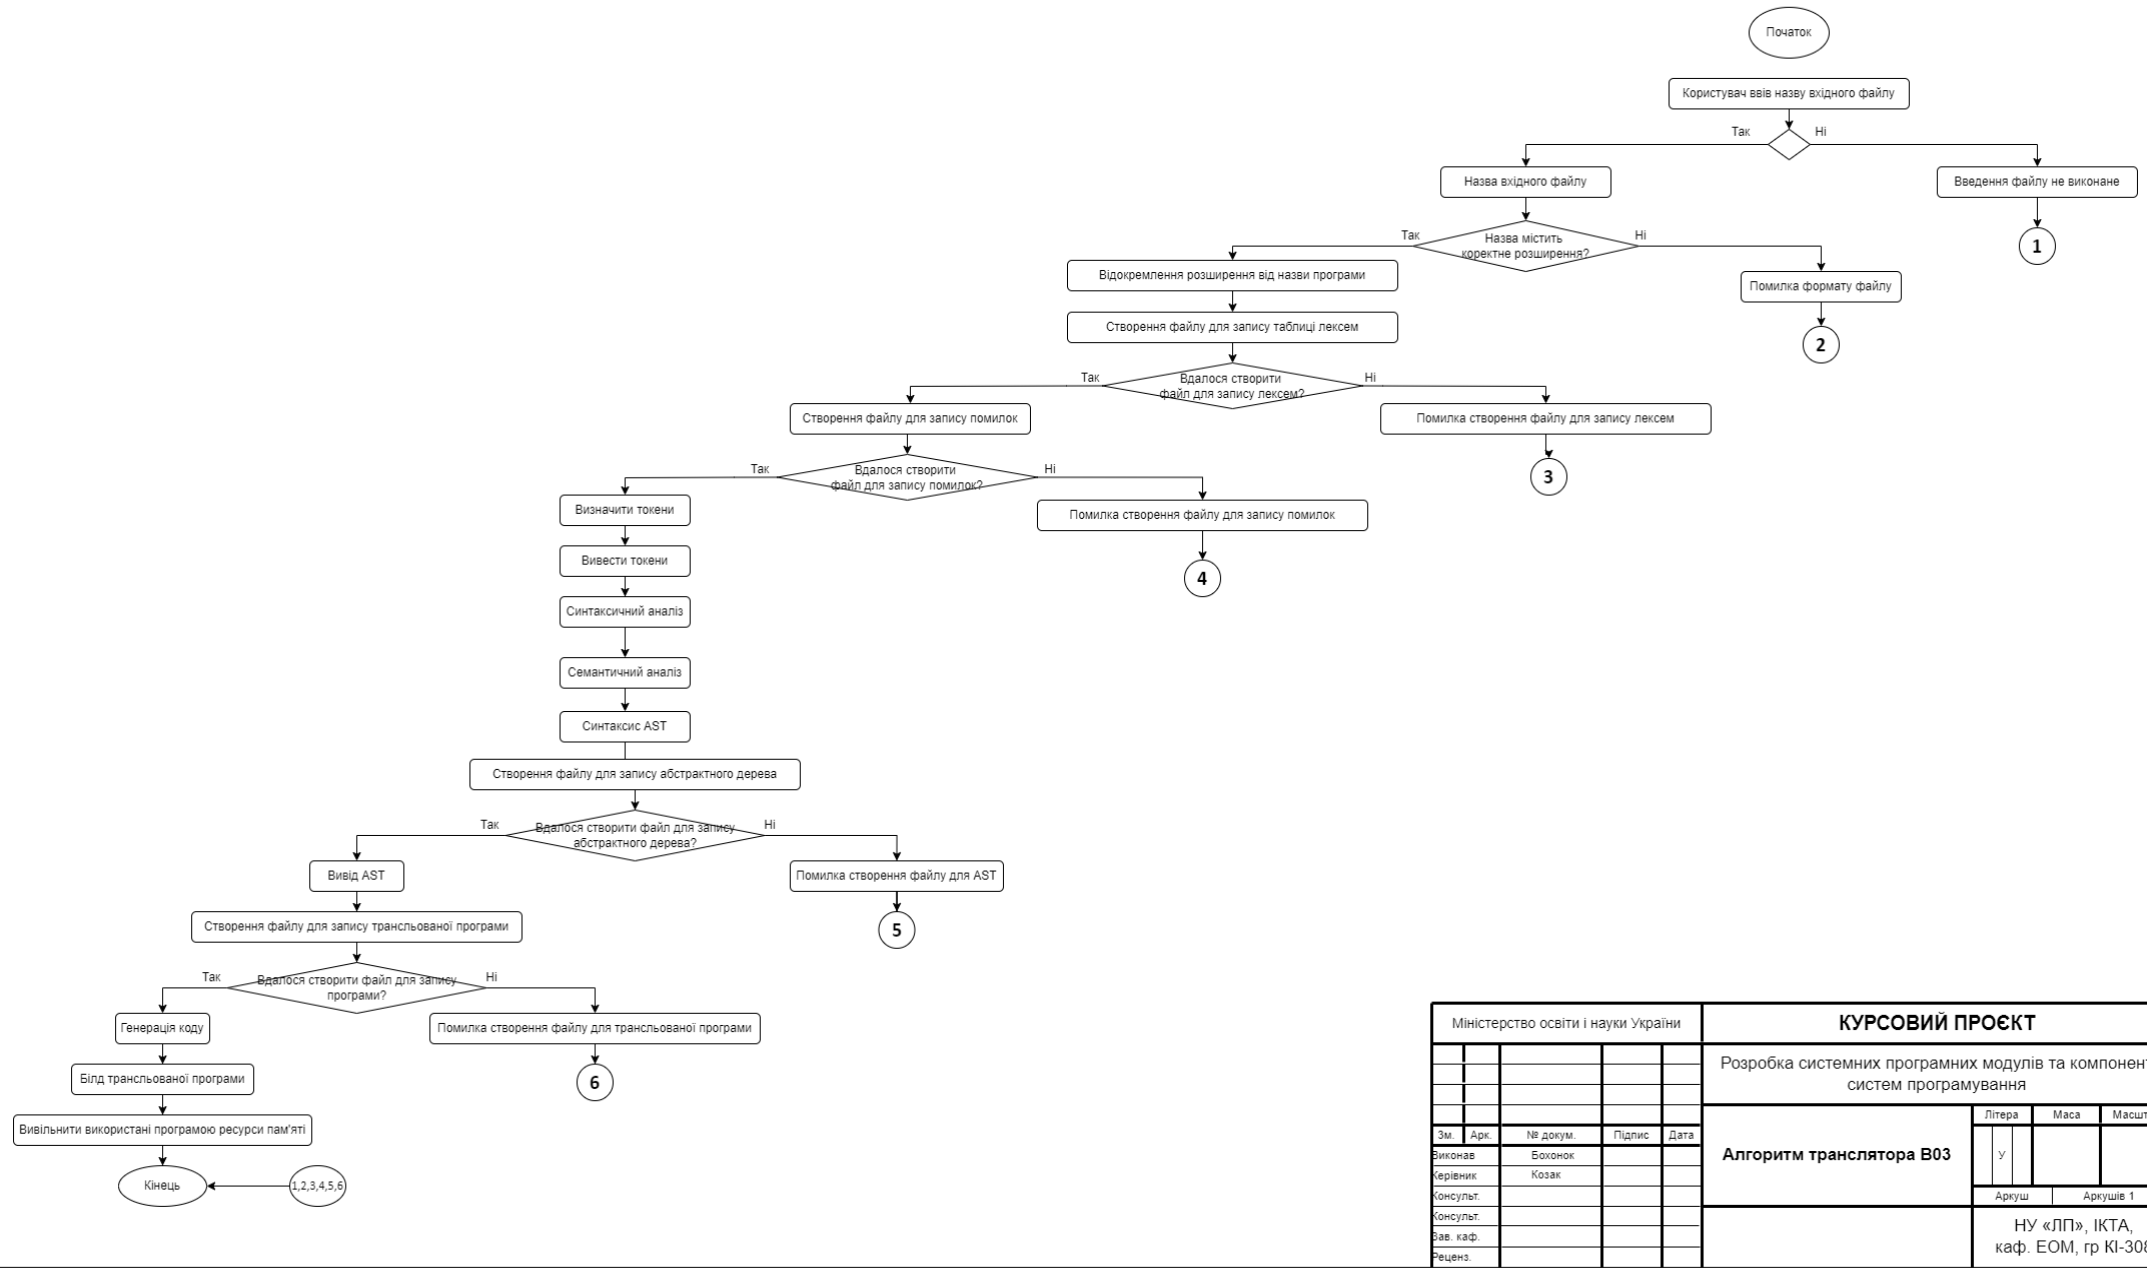 Початок
Користувач ввів назву вхідного файлу
Так
Ні
Назва вхідного файлу
Введення файлу не виконане
Так
Назва містить
коректне розширення?
Ні
1
Відокремлення розширення від назви програми
Помилка формату файлу
Створення файлу для запису таблиці лексем
2
Так
Вдалося створити
файл для запису лексем?
Ні
Створення файлу для запису помилок
Помилка створення файлу для запису лексем
Так
Вдалося створити
файл для запису помилок?
Ні
3
Визначити токени
Помилка створення файлу для запису помилок
Вивести токени
4
Синтаксичний аналіз
Семантичний аналіз
Синтаксис AST
Створення файлу для запису абстрактного дерева
Так
Вдалося створити файл для запису
абстрактного дерева?
Ні
Вивід AST
Помилка створення файлу для AST
Створення файлу для запису трансльованої програми
5
Так
Вдалося створити файл для запису
програми?
Ні
Генерація коду
Помилка створення файлу для трансльованої програми
Білд трансльованої програми
6
Вивільнити використані програмою ресурси пам'яті
Кінець
1,2,3,4,5,6
Міністерство освіти і науки України
КУРСОВИЙ ПРОЄКТ
Розробка системних програмних модулів та компонент
систем програмування
Літера
Маса
Масшт
Зм.
Арк.
№ докум.
Підпис
Дата
Виконав
Бохонок
Алгоритм транслятора B03
У
Керівник
Козак
Консульт.
Аркуш
Аркушів 1
Консульт.
Зав. каф.
Реценз.
НУ «ЛП», ІКТА,
каф. ЕОМ, гр КІ-308